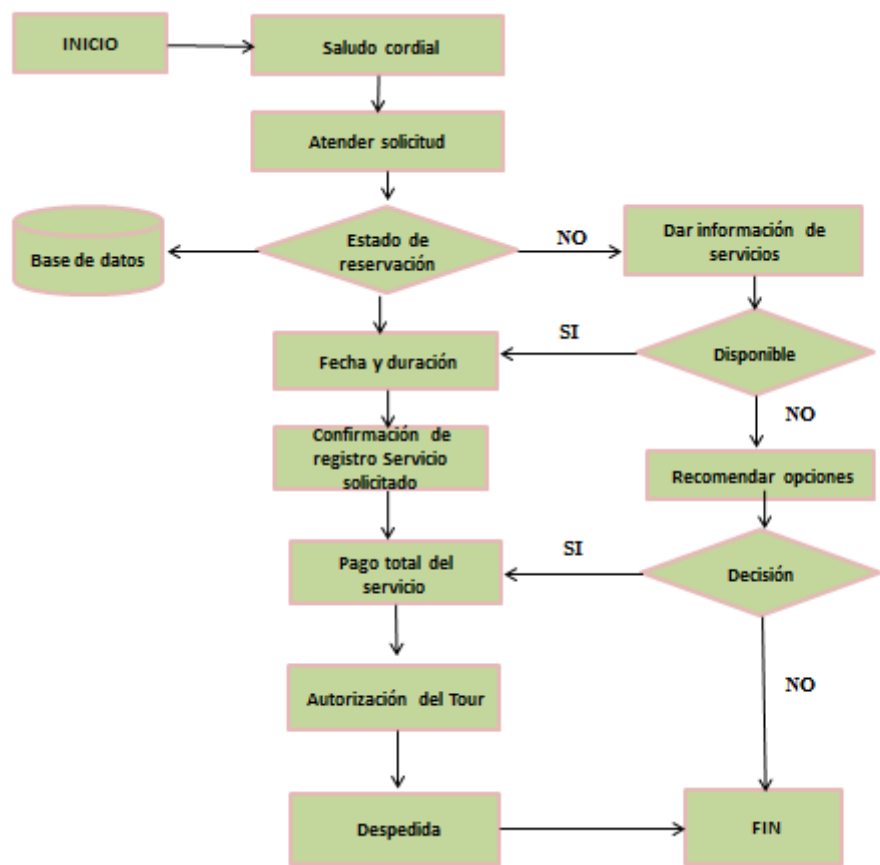 INICIO
Saludo cordial
Atender solicitud
Base de datos
Estado de
reservación
NO
Dar información de
servicios
Fecha y duración
SI
Disponible
NO
Confirmación de
registro Servicio
solicitado
Recomendar opciones
Pago total del
servicio
SI
Decisión
Autorización del Tour
NO
Despedida
FIN